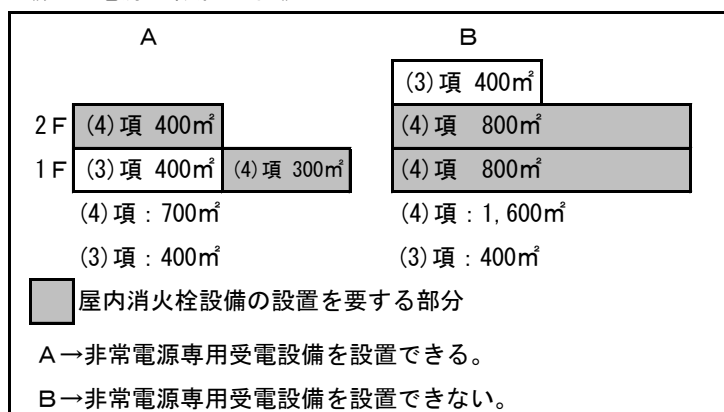 A B
(3)項 400㎡
2F (4)項 400㎡ (4)項 800㎡
1F (3)項 400㎡ (4)項 300㎡ (4)項 800㎡
(4)項:700㎡ (4)項:1,600㎡
(3)項:400㎡ (3)項:400㎡
屋内消火栓設備の設置を要する部分
A→非常電源専用受電設備を設置できる。
B→非常電源専用受電設備を設置できない。